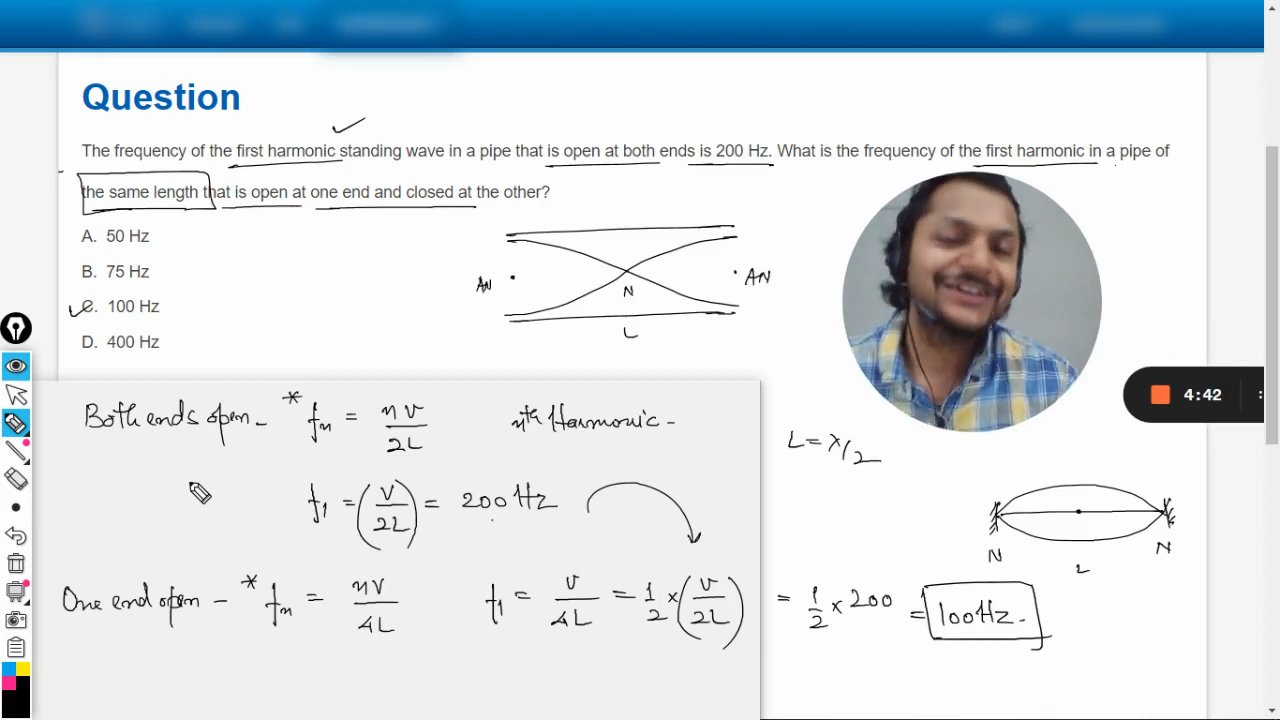 Question
The frequency of the first harmonic standing wave in a pipe that is open at both ends is 200 Hz. What is the frequency of the first harmonic in a pipe of
the same length that is open at one end and closed at the other?
A. 50 Hz
B. 75 Hz
C. 100 Hz
D. 400 Hz
AN
N
AN
L
4:42
Both ends open - * fn = nv/2L nth Harmonic -
L = λ/2
f1 = (v/2L) = 200 Hz
N
N
L
One end open - * fn = nv/4L f1 = v/4L = 1/2 × (v/2L) = 1/2 × 200 = 100Hz.